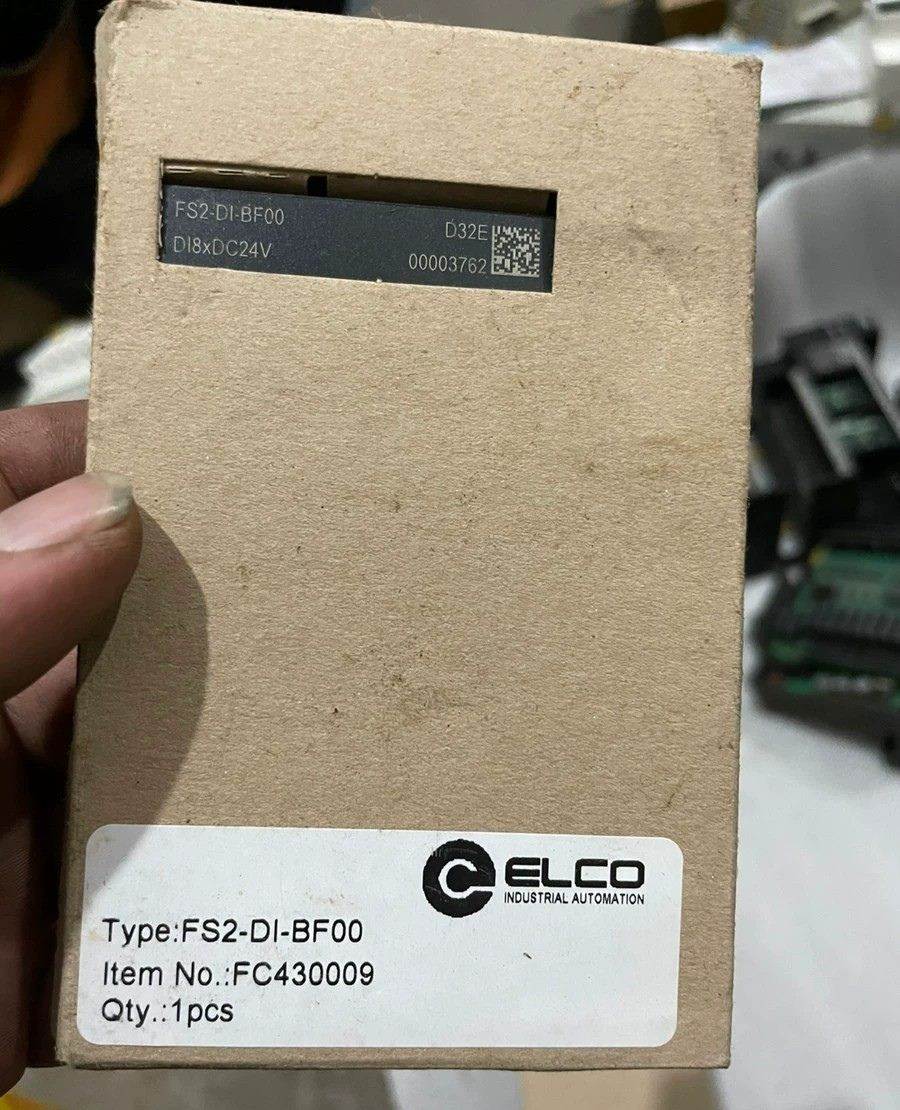 FS2-DI-BF00
DI8xDC24V
D32E
00003762
ELCO
INDUSTRIAL AUTOMATION
Type:FS2-DI-BF00
Item No.:FC430009
Qty.:1pcs